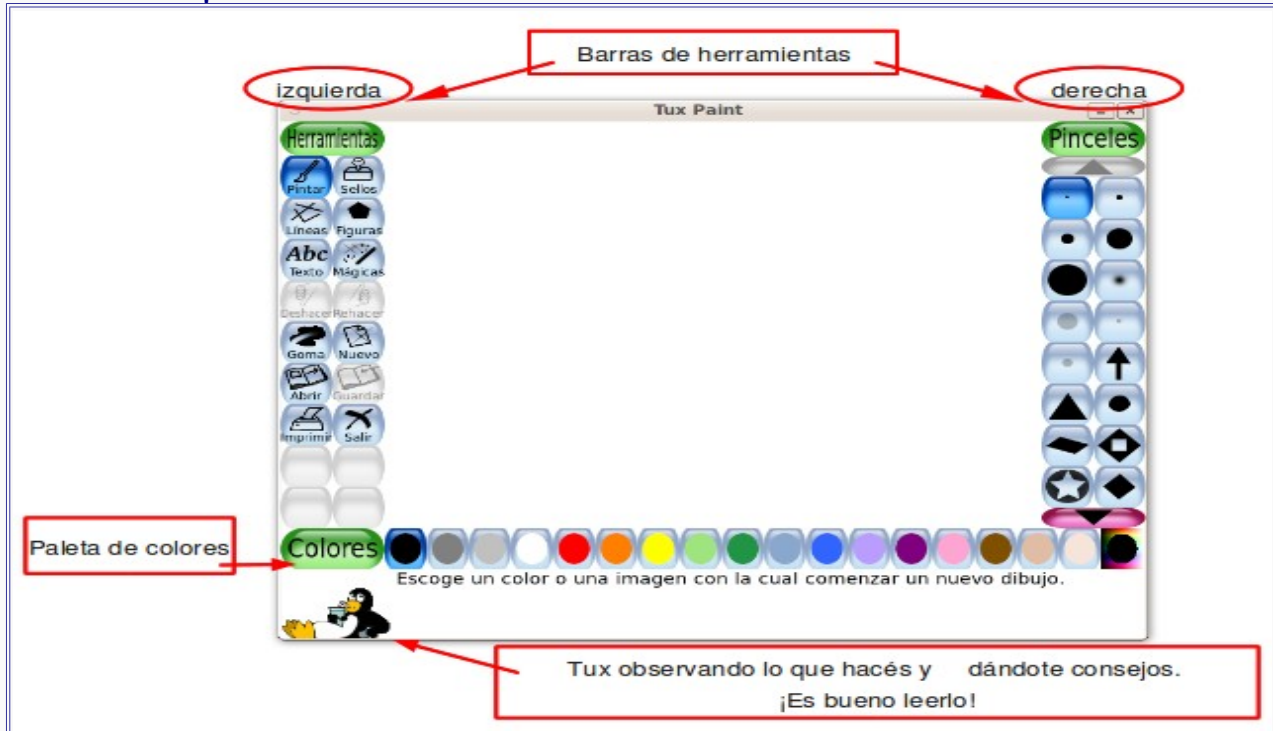 Barras de herramientas
izquierda
derecha
Tux Paint
Herramientas
Pinceles
Pintar Sellos
Líneas Figuras
Abc
Texto Mágicas
Deshacer Rehacer
Goma Nuevo
Abrir Guardar
Imprimir Salir
Paleta de colores
Colores
Escoge un color o una imagen con la cual comenzar un nuevo dibujo.
Tux observando lo que hacés y dándote consejos.
¡Es bueno leerlo!